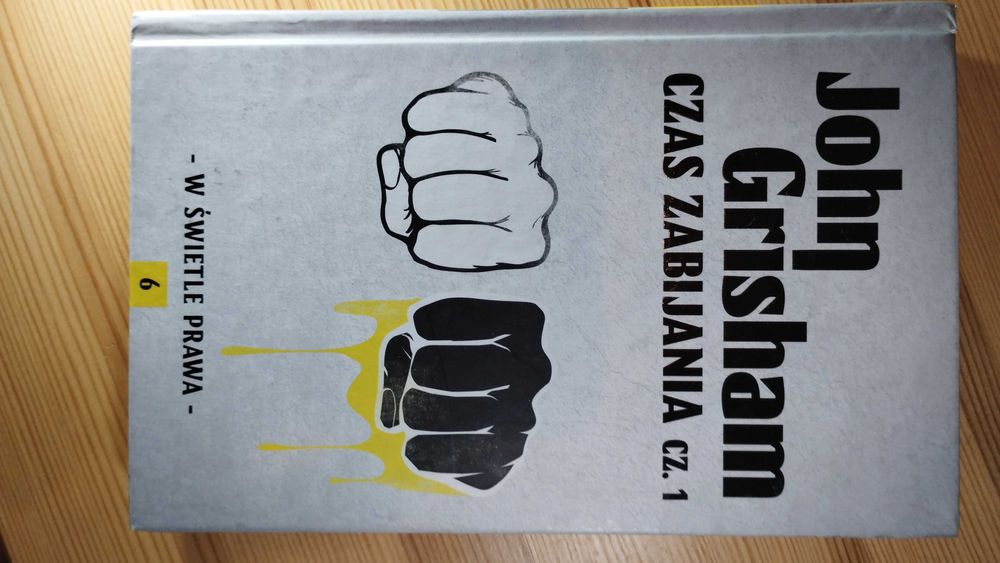 John
Grisham
CZAS ZABIJANIA CZ. 1
- W ŚWIETLE PRAWA -
6